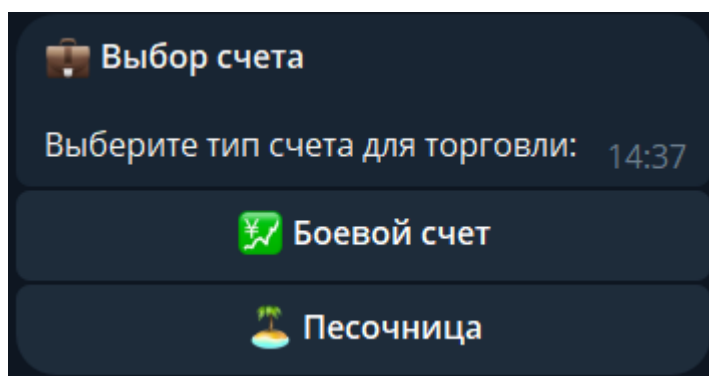 💼 Выбор счета
Выберите тип счета для торговли: 14:37
💹 Боевой счет
🏝️ Песочница